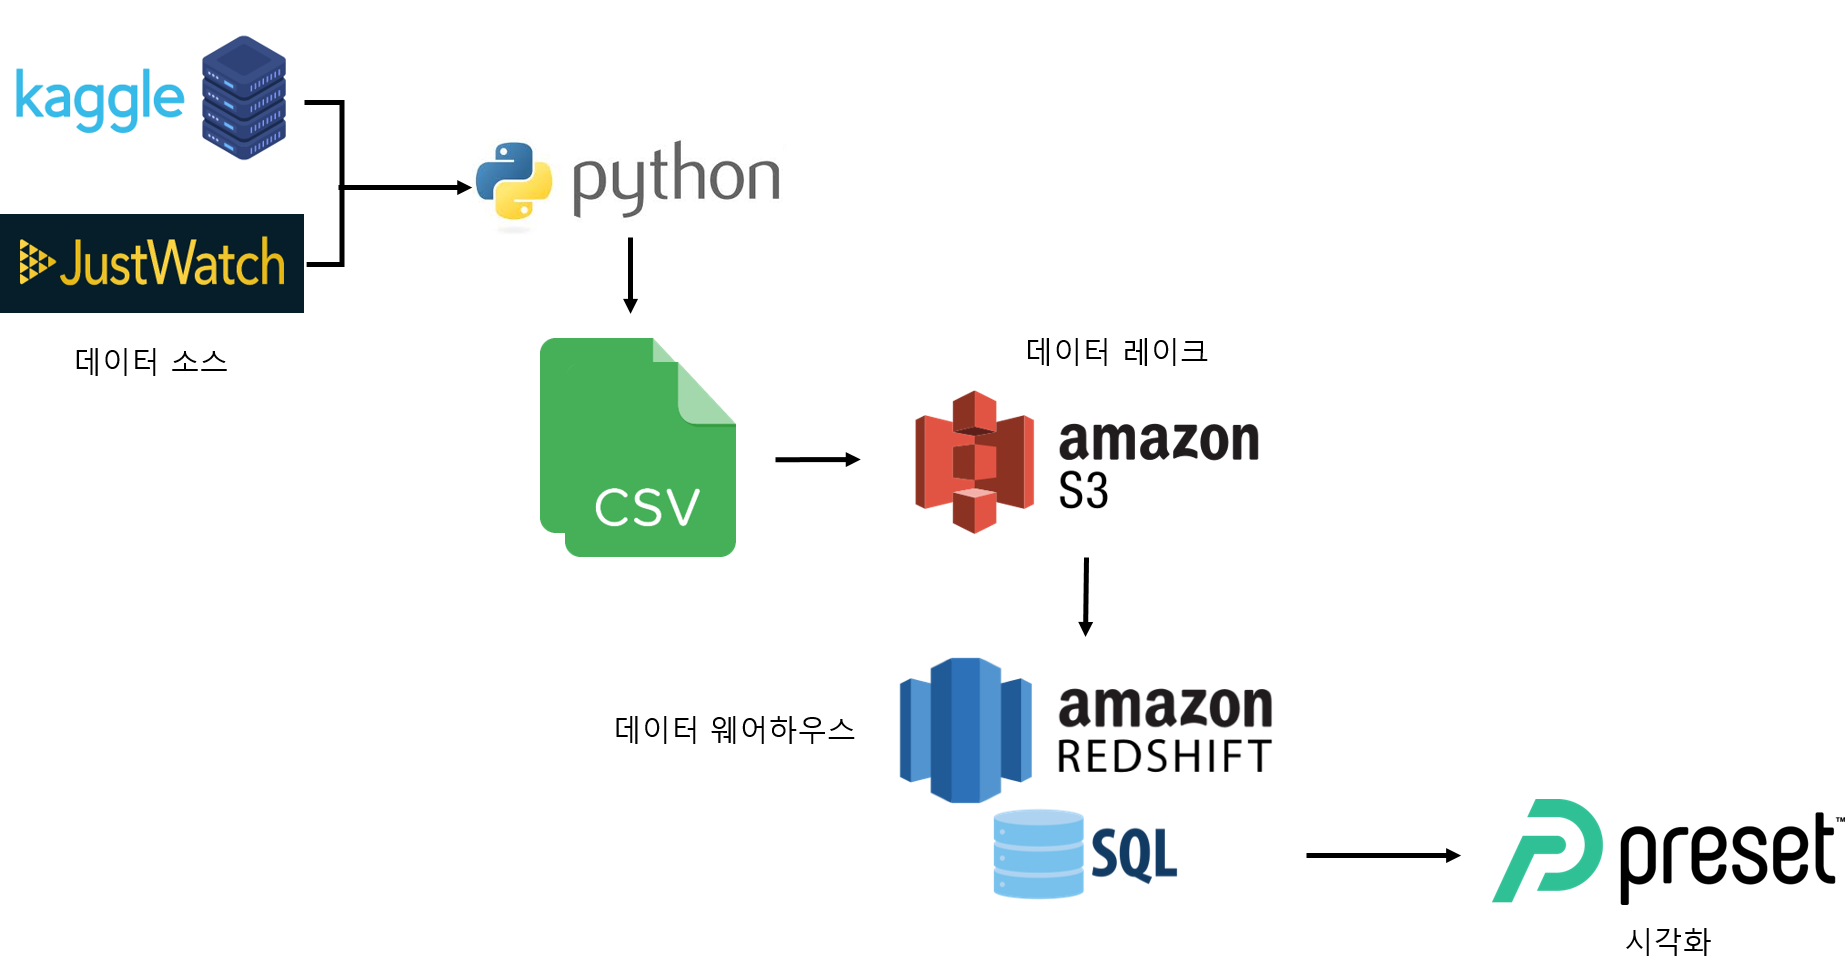 kaggle
JustWatch
데이터 소스
python
CSV
데이터 레이크
amazon
S3
데이터 웨어하우스
amazon
REDSHIFT
SQL
preset™
시각화